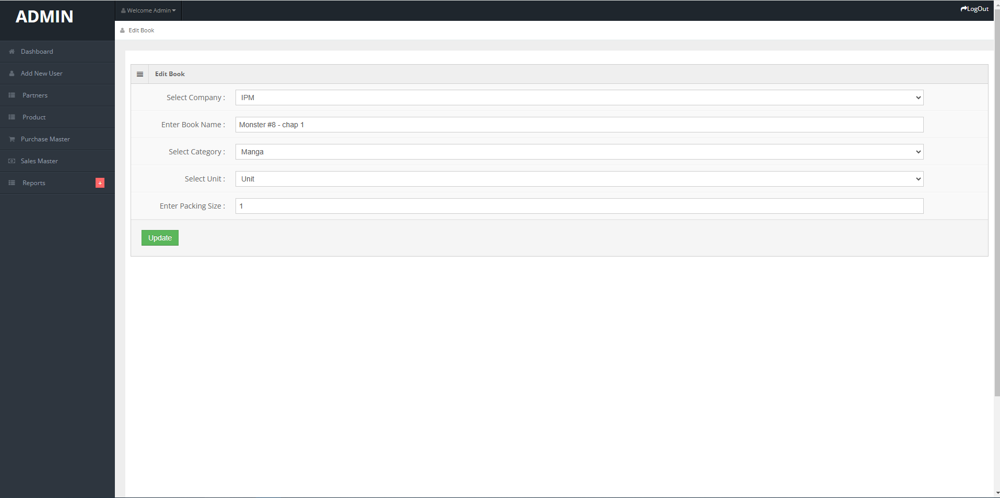 ADMIN
Welcome Admin
LogOut
Edit Book
Dashboard
Add New User
Partners
Product
Purchase Master
Sales Master
Reports
+
Edit Book
Select Company :
IPM
Enter Book Name :
Monster #8 - chap 1
Select Category :
Manga
Select Unit :
Unit
Enter Packing Size :
1
Update